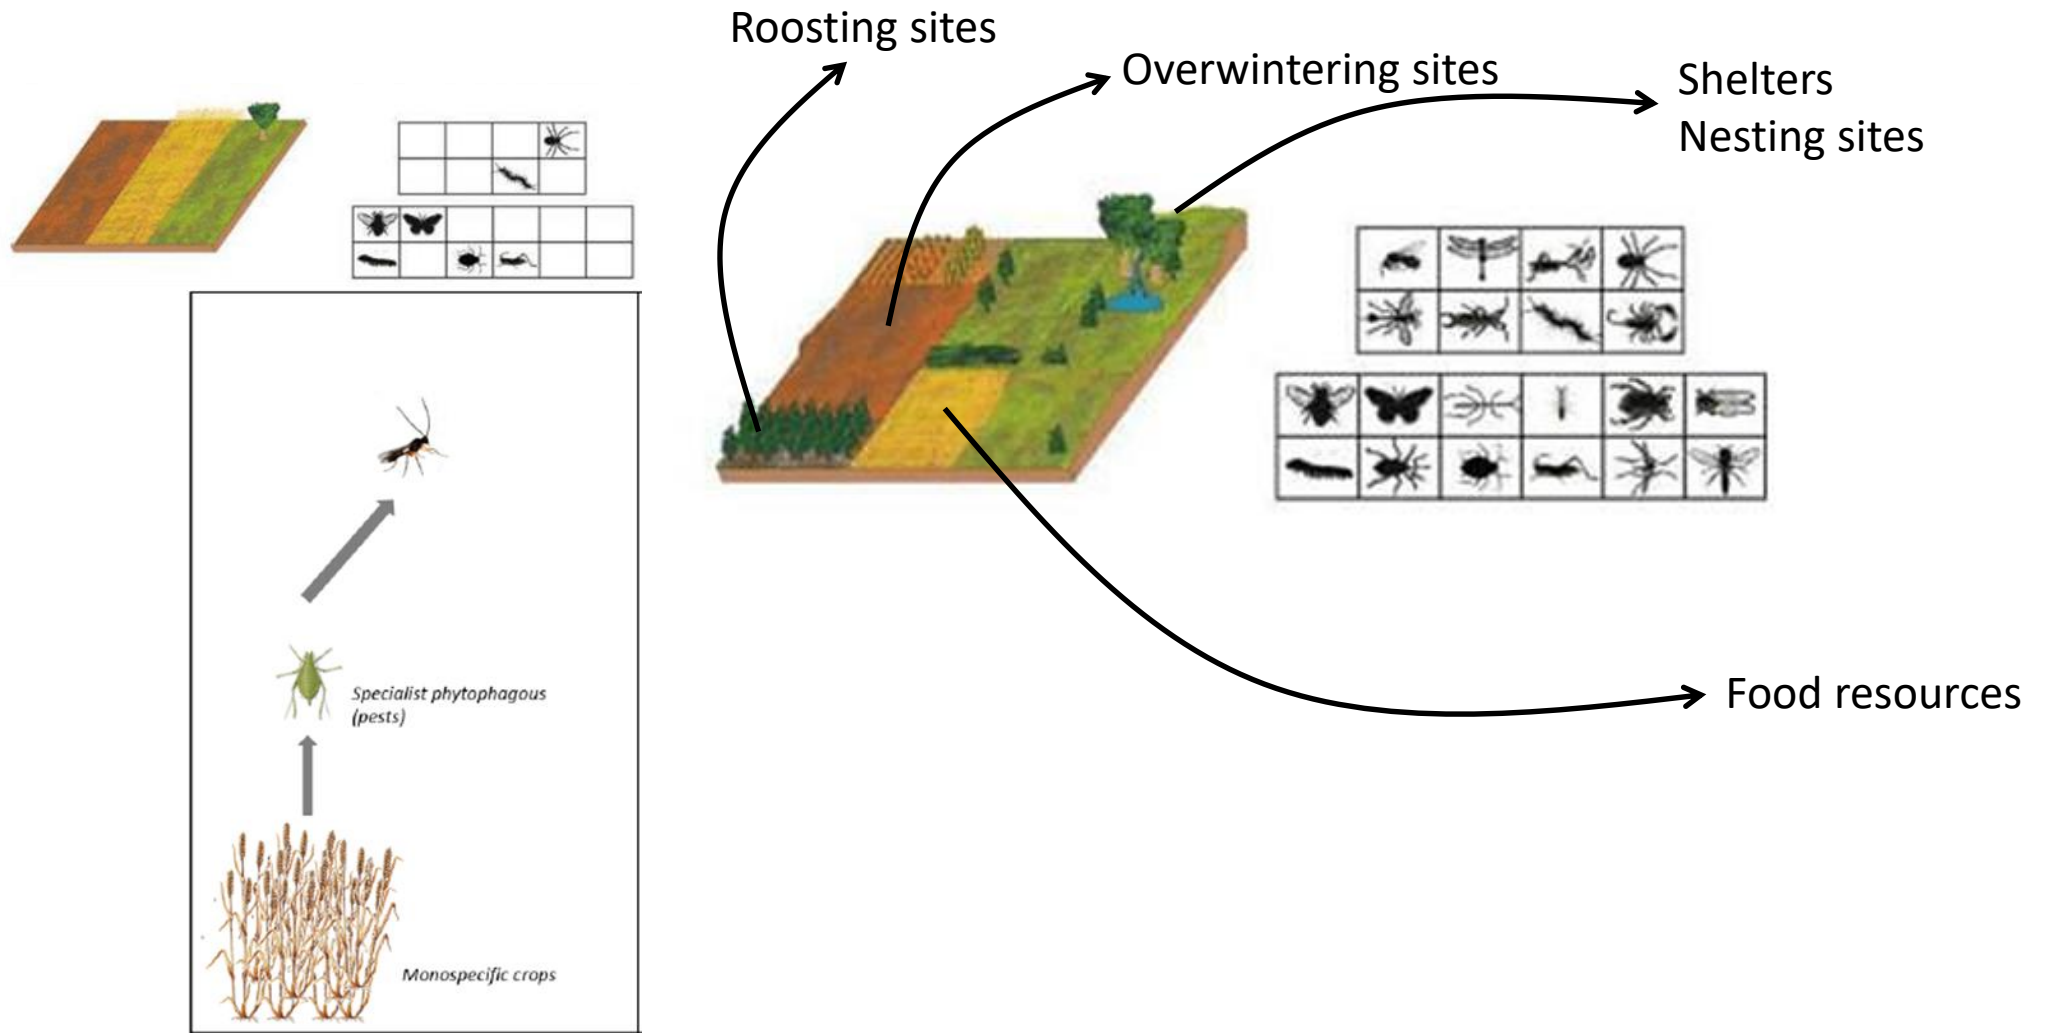 Roosting sites
Overwintering sites
Shelters
Nesting sites
Specialist phytophagous
(pests)
Food resources
Monospecific crops